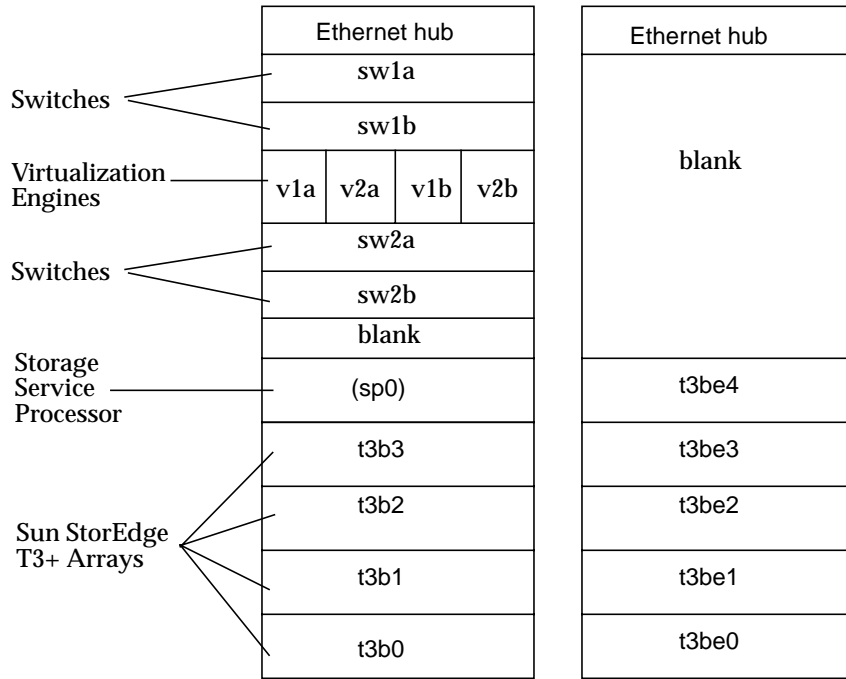 Ethernet hub
sw1a
sw1b
v1a v2a v1b v2b
sw2a
sw2b
blank
(sp0)
t3b3
t3b2
t3b1
t3b0
Switches
Virtualization
Engines
Switches
Storage
Service
Processor
Sun StorEdge
T3+ Arrays
Ethernet hub
blank
t3be4
t3be3
t3be2
t3be1
t3be0